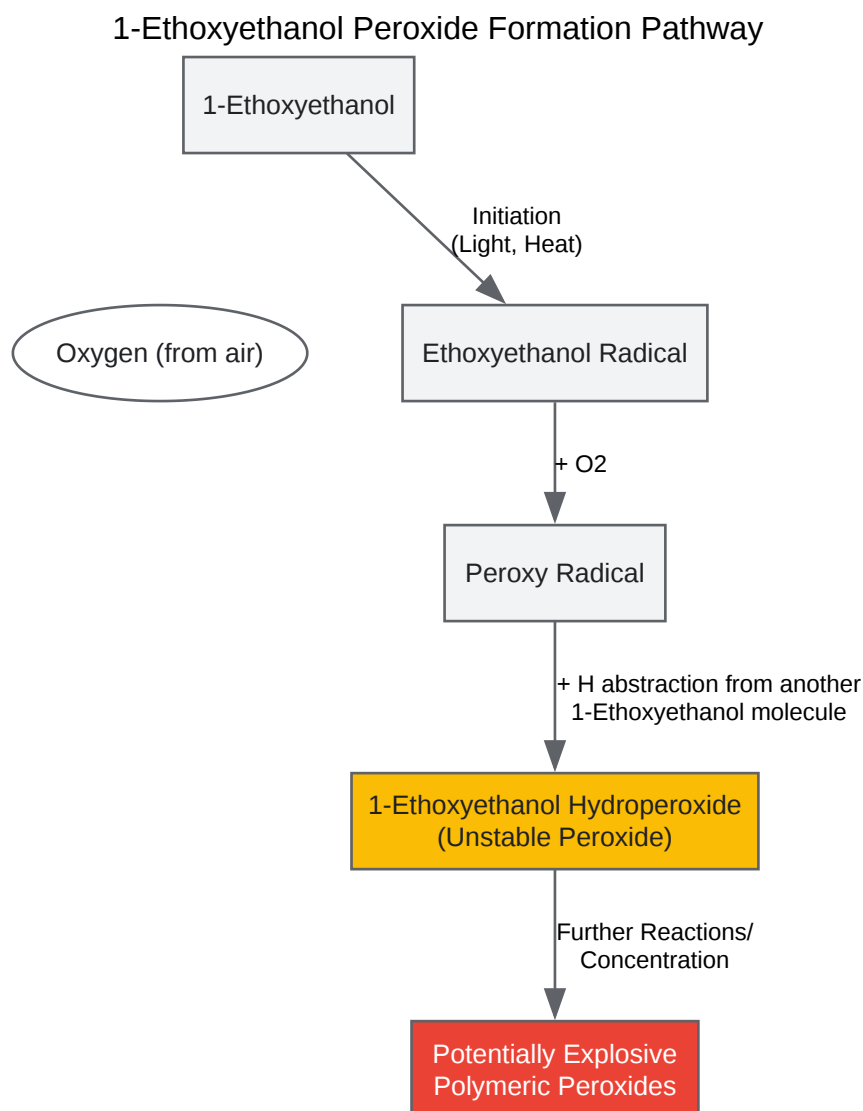 1-Ethoxyethanol Peroxide Formation Pathway
1-Ethoxyethanol
Initiation
(Light, Heat)
Oxygen (from air)
Ethoxyethanol Radical
+ O2
Peroxy Radical
+ H abstraction from another
1-Ethoxyethanol molecule
1-Ethoxyethanol Hydroperoxide
(Unstable Peroxide)
Further Reactions/
Concentration
Potentially Explosive
Polymeric Peroxides